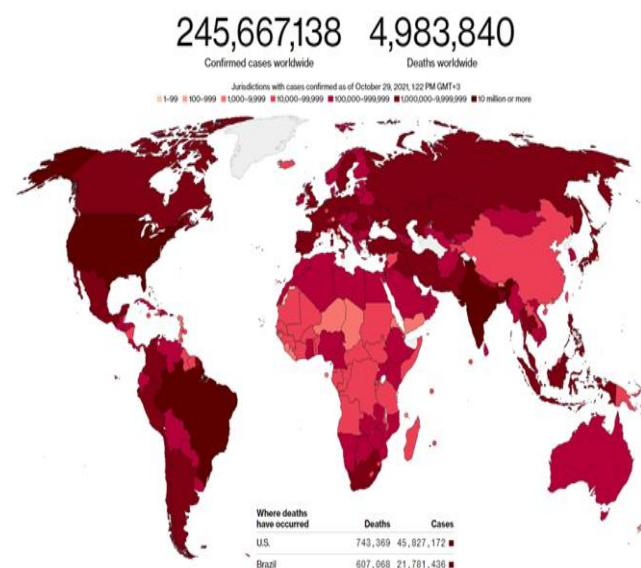 245,667,138 4,983,840
Confirmed cases worldwide Deaths worldwide
Jurisdictions with cases confirmed as of October 29, 2021, 1:22 PM GMT+3
1–99 100–999 1,000–9,999 10,000–99,999 100,000–999,999 1,000,000–9,999,999 10 million or more
Where deaths
have occurred Deaths Cases
U.S. 743,369 45,827,172
Brazil 607,068 21,781,436